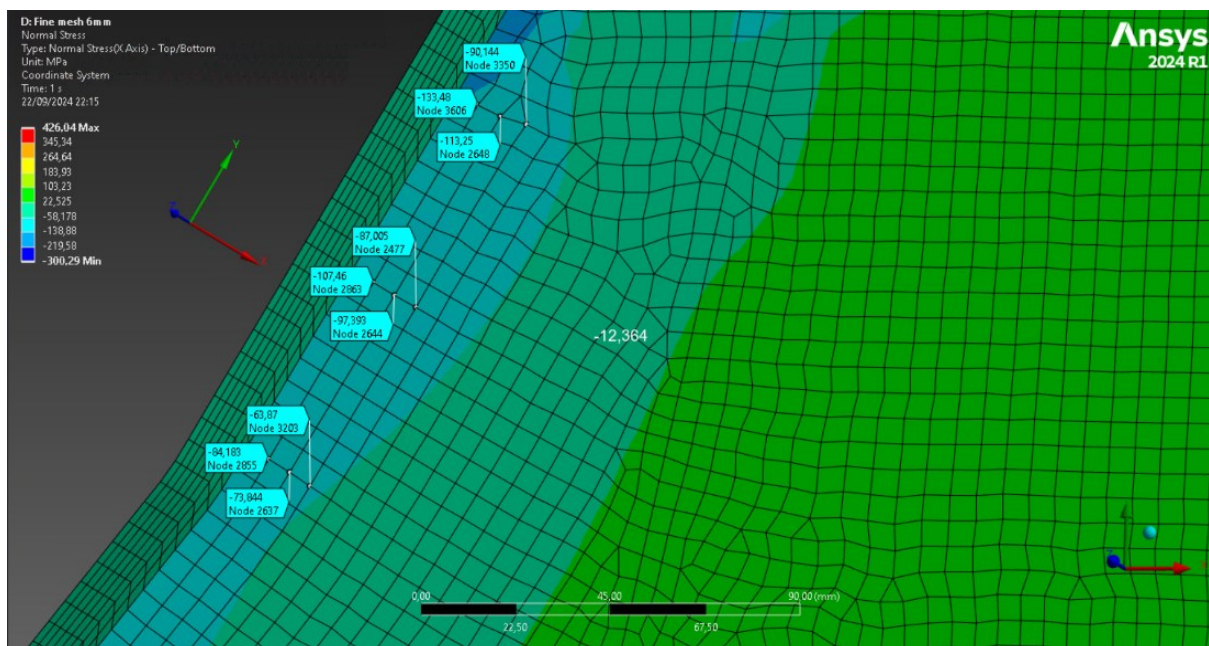 D: Fine mesh 6mm
Normal Stress
Type: Normal Stress(X Axis) - Top/Bottom
Unit: MPa
Coordinate System
Time: 1 s
22/09/2024 22:15
426,04 Max
345,34
264,64
183,93
103,23
22,525
-58,178
-138,88
-219,58
-300,29 Min
Y
Z
X
Ansys
2024 R1
-90,144
Node 3350
-133,48
Node 3606
-113,25
Node 2648
-87,005
Node 2477
-107,46
Node 2863
-97,393
Node 2644
-12,364
-63,87
Node 3203
-84,183
Node 2855
-73,844
Node 2637
0,00
45,00
90,00 (mm)
22,50
67,50